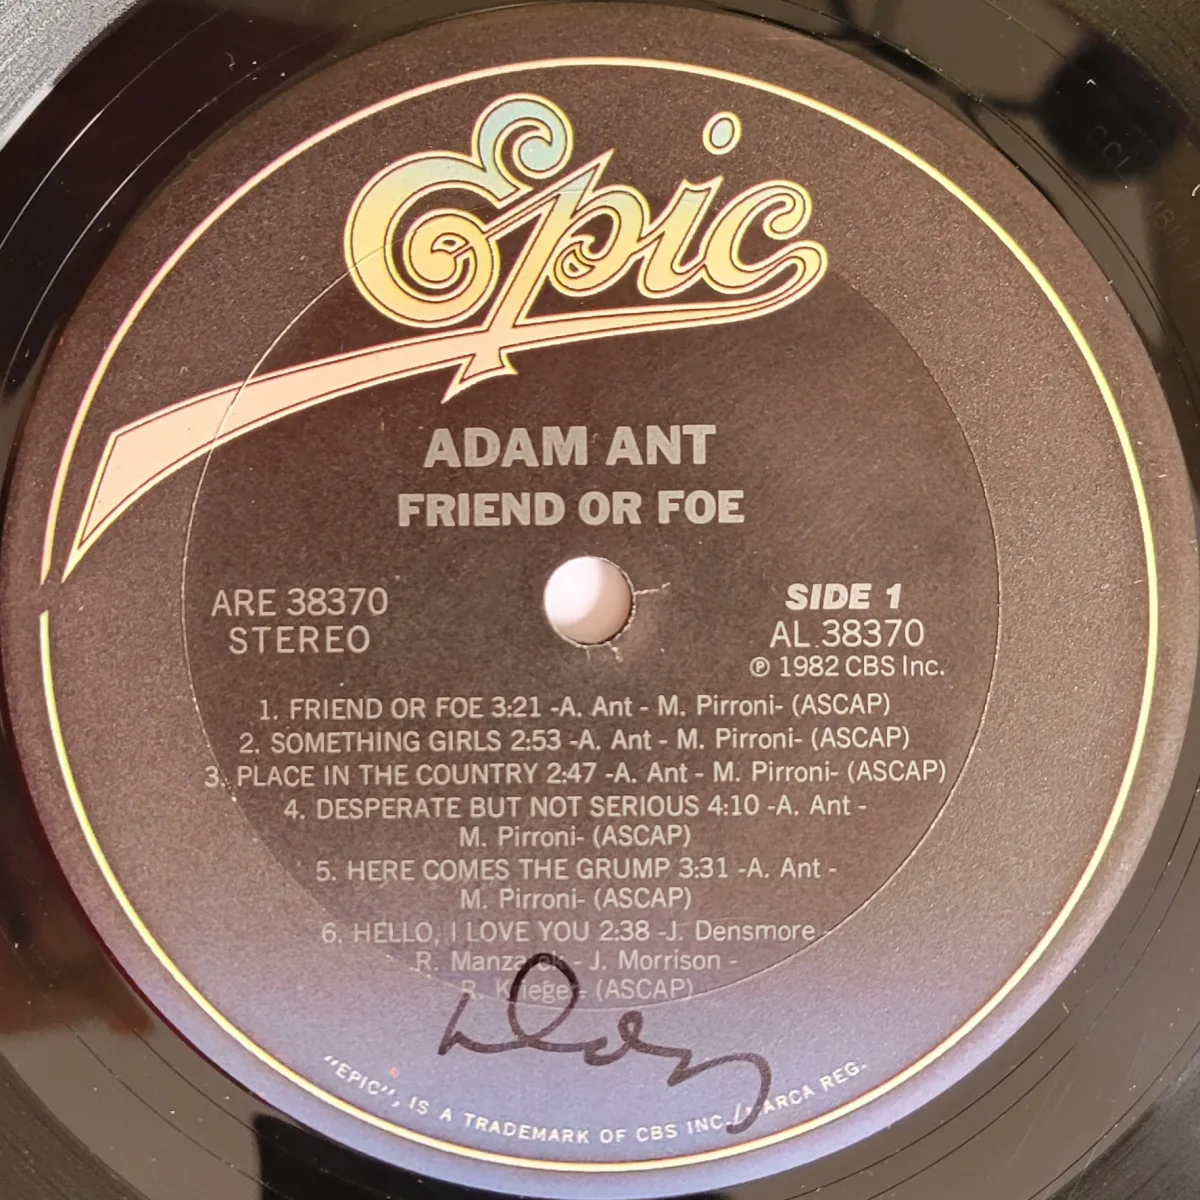 Epic
ADAM ANT
FRIEND OR FOE
ARE 38370
STEREO
SIDE 1
AL 38370
℗ 1982 CBS Inc.
1. FRIEND OR FOE 3:21 -A. Ant - M. Pirroni- (ASCAP)
2. SOMETHING GIRLS 2:53 -A. Ant - M. Pirroni- (ASCAP)
3. PLACE IN THE COUNTRY 2:47 -A. Ant - M. Pirroni- (ASCAP)
4. DESPERATE BUT NOT SERIOUS 4:10 -A. Ant -
M. Pirroni- (ASCAP)
5. HERE COMES THE GRUMP 3:31 -A. Ant -
M. Pirroni- (ASCAP)
6. HELLO, I LOVE YOU 2:38 -J. Densmore -
R. Manzarek - J. Morrison -
R. Krieger - (ASCAP)
"EPIC", IS A TRADEMARK OF CBS INC./MARCA REG.